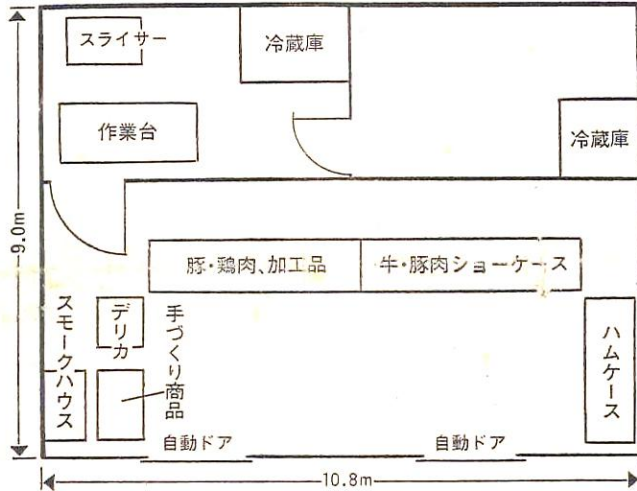 スライサー
冷蔵庫
作業台
冷蔵庫
9.0m
豚・鶏肉、加工品
牛・豚肉ショーケース
スモークハウス
デリカ
手づくり商品
ハムケース
自動ドア
自動ドア
10.8m